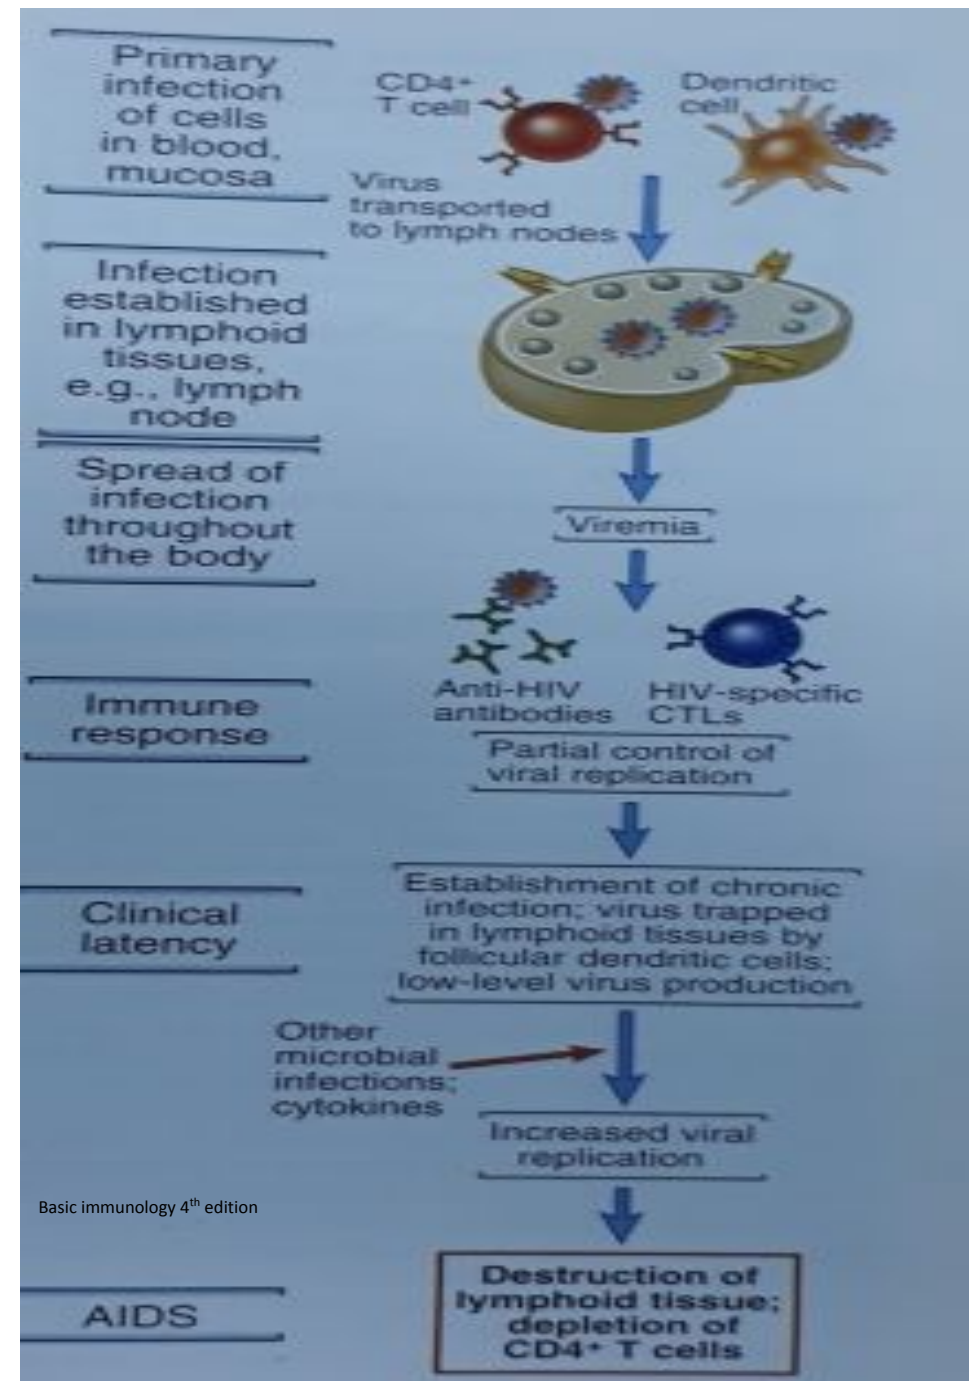 Primary
infection
of cells
in blood,
mucosa
CD4+
T cell
Dendritic
cell
Virus
transported
to lymph nodes
Infection
established
in lymphoid
tissues,
e.g., lymph
node
Spread of
infection
throughout
the body
Viremia
Anti-HIV
antibodies
HIV-specific
CTLs
Immune
response
Partial control of
viral replication
Clinical
latency
Establishment of chronic
infection; virus trapped
in lymphoid tissues by
follicular dendritic cells;
low-level virus production
Other
microbial
infections;
cytokines
Increased viral
replication
Basic immunology 4th edition
AIDS
Destruction of
lymphoid tissue;
depletion of
CD4+ T cells